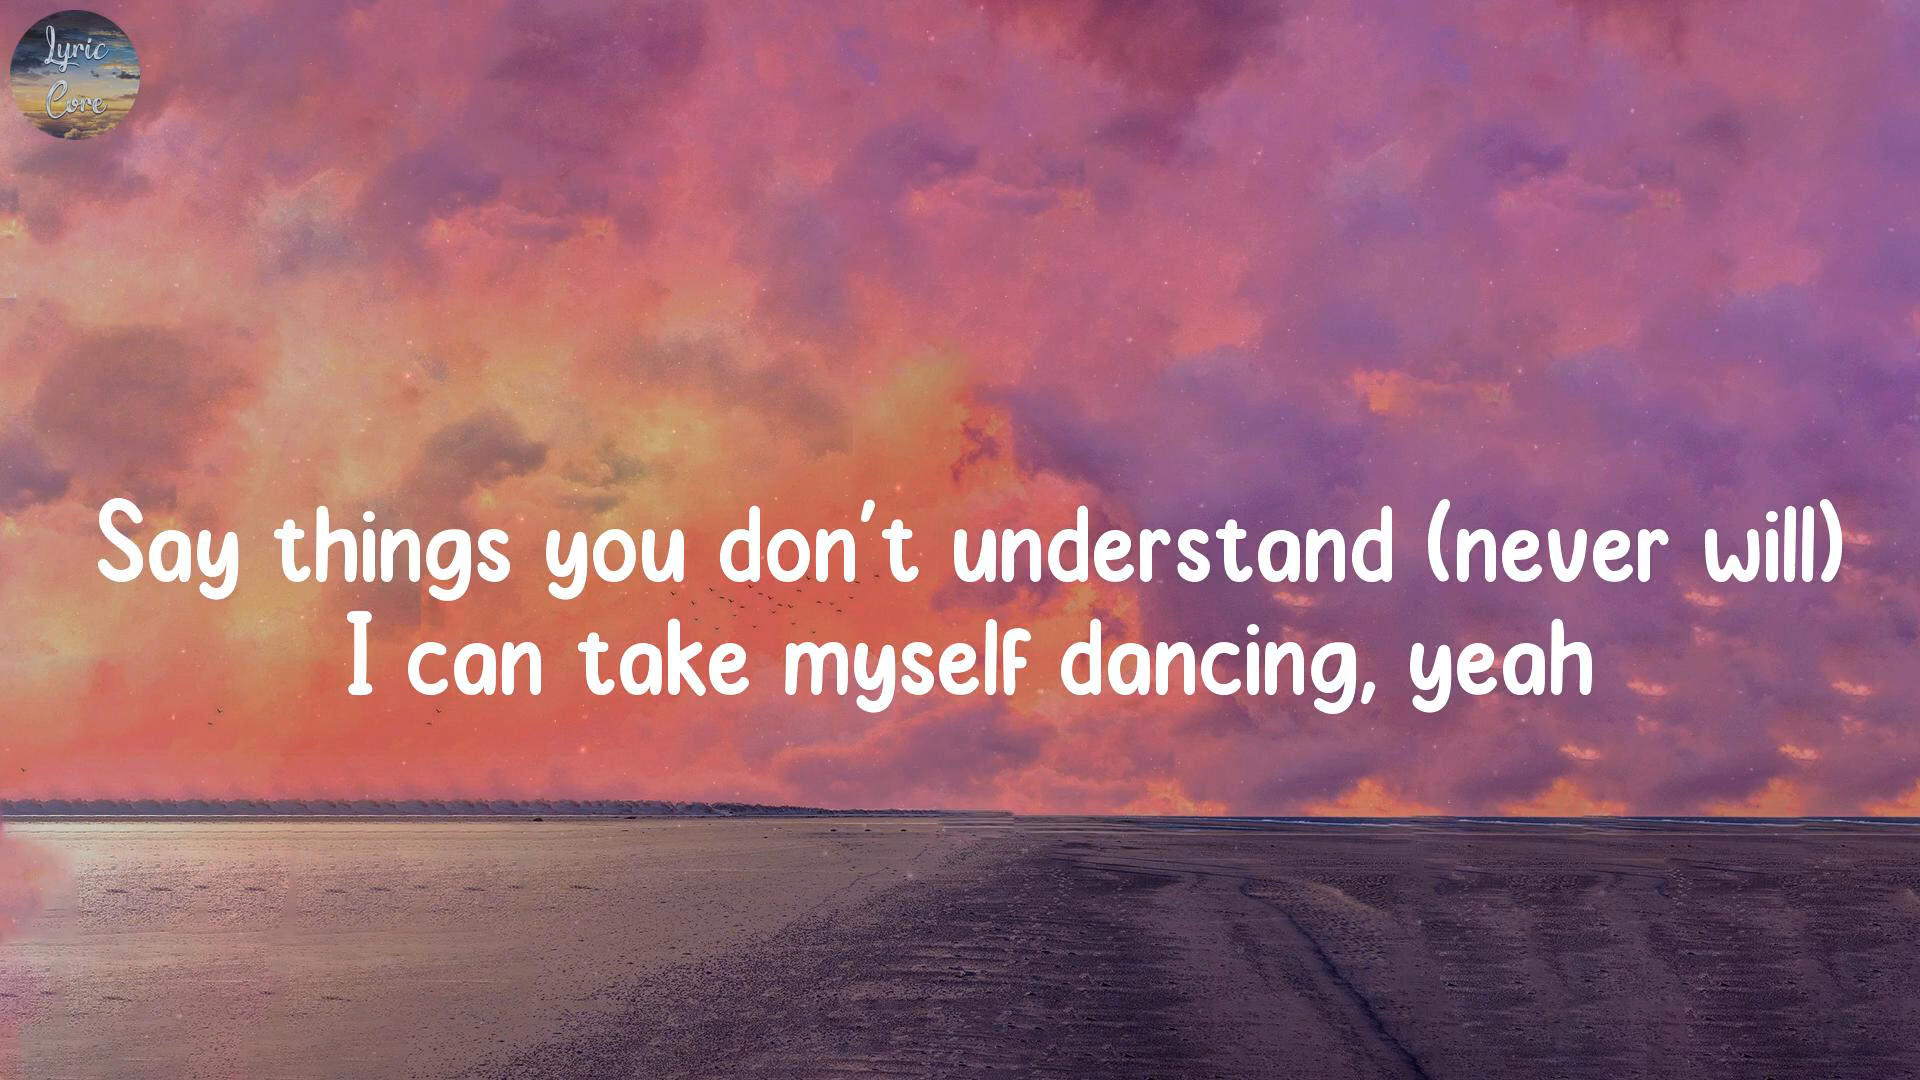 Lyric
Core
Say things you don't understand (never will)
I can take myself dancing, yeah